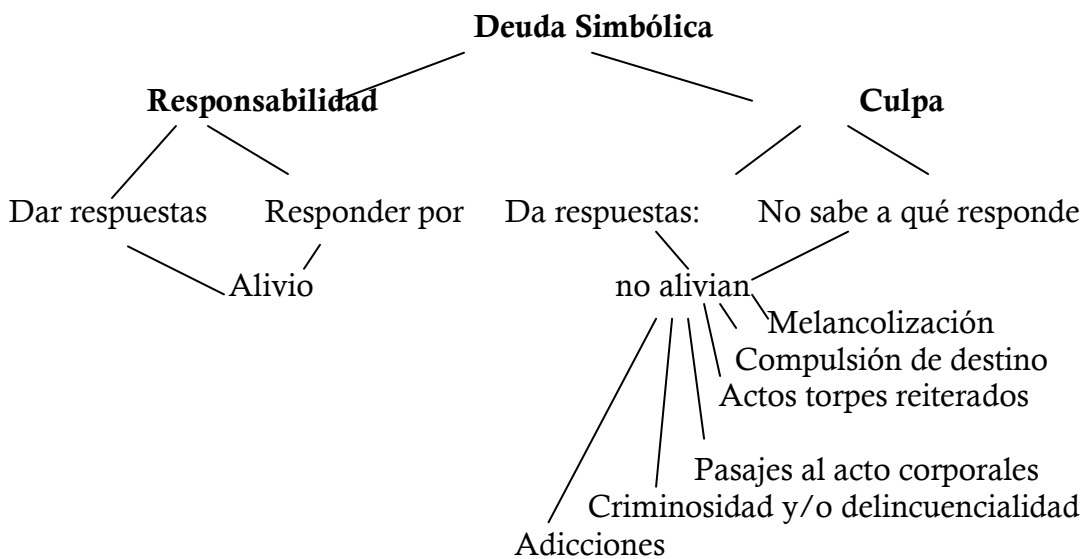 Deuda Simbólica
Responsabilidad Culpa
Dar respuestas Responder por Da respuestas: No sabe a qué responde
Alivio no alivian
Melancolización
Compulsión de destino
Actos torpes reiterados
Pasajes al acto corporales
Criminosidad y/o delincuencialidad
Adicciones